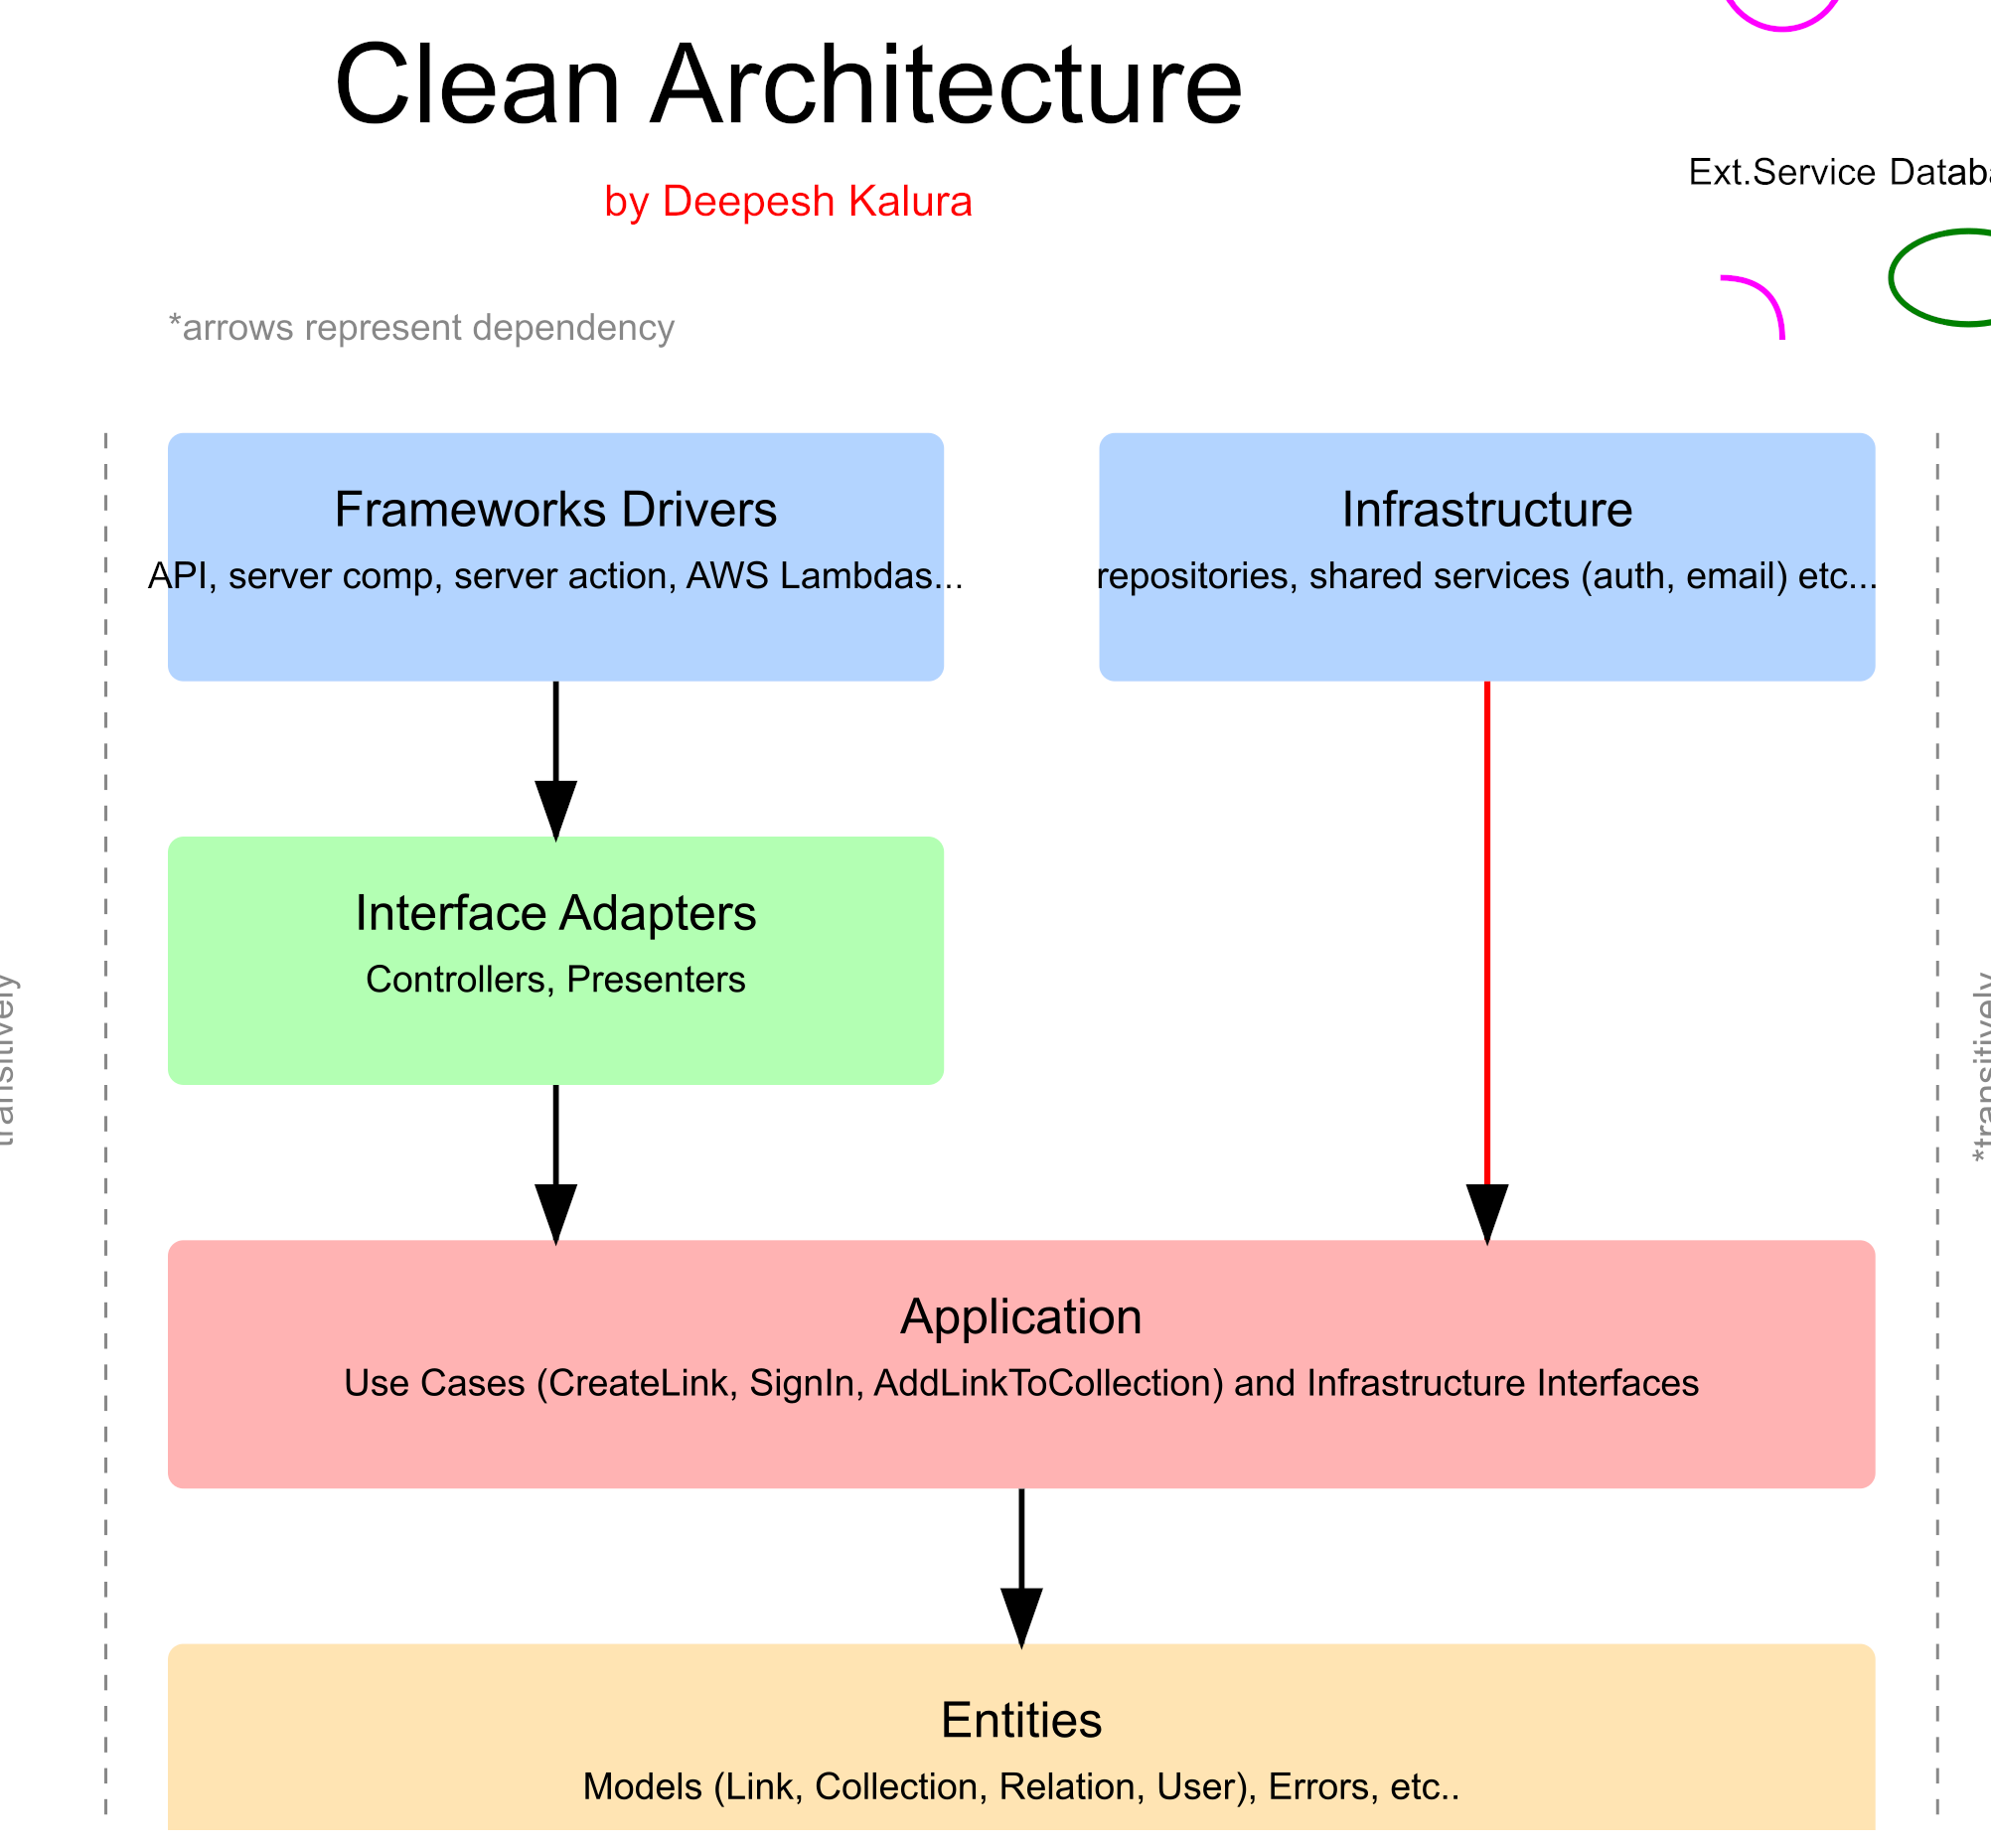 Clean Architecture
by Deepesh Kalura
Ext.Service
*arrows represent dependency
Frameworks Drivers
API, server comp, server action, AWS Lambdas...
Infrastructure
repositories, shared services (auth, email) etc...
Interface Adapters
Controllers, Presenters
transitively
*transitively
Application
Use Cases (CreateLink, SignIn, AddLinkToCollection) and Infrastructure Interfaces
Entities
Models (Link, Collection, Relation, User), Errors, etc..